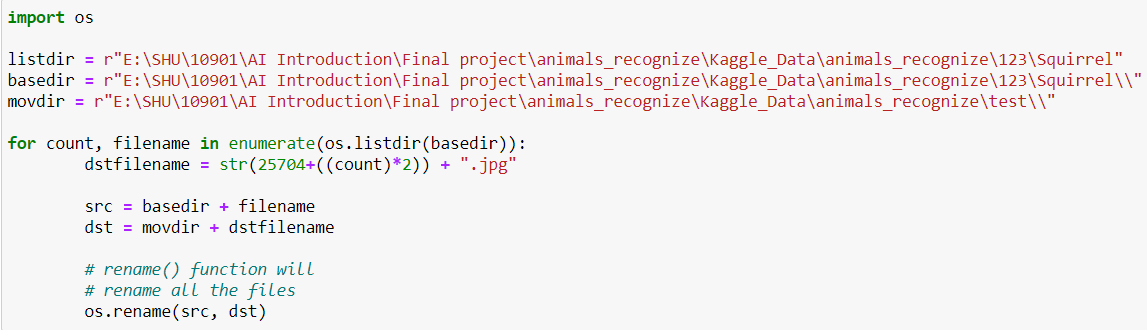 import os
listdir = r"E:\SHU\10901\AI Introduction\Final project\animals_recognize\Kaggle_Data\animals_recognize\123\Squirrel"
basedir = r"E:\SHU\10901\AI Introduction\Final project\animals_recognize\Kaggle_Data\animals_recognize\123\Squirrel\\"
movdir = r"E:\SHU\10901\AI Introduction\Final project\animals_recognize\Kaggle_Data\animals_recognize\test\\"
for count, filename in enumerate(os.listdir(basedir)):
        dstfilename = str(25704+((count)*2)) + ".jpg"
        src = basedir + filename
        dst = movdir + dstfilename
        # rename() function will
        # rename all the files
        os.rename(src, dst)